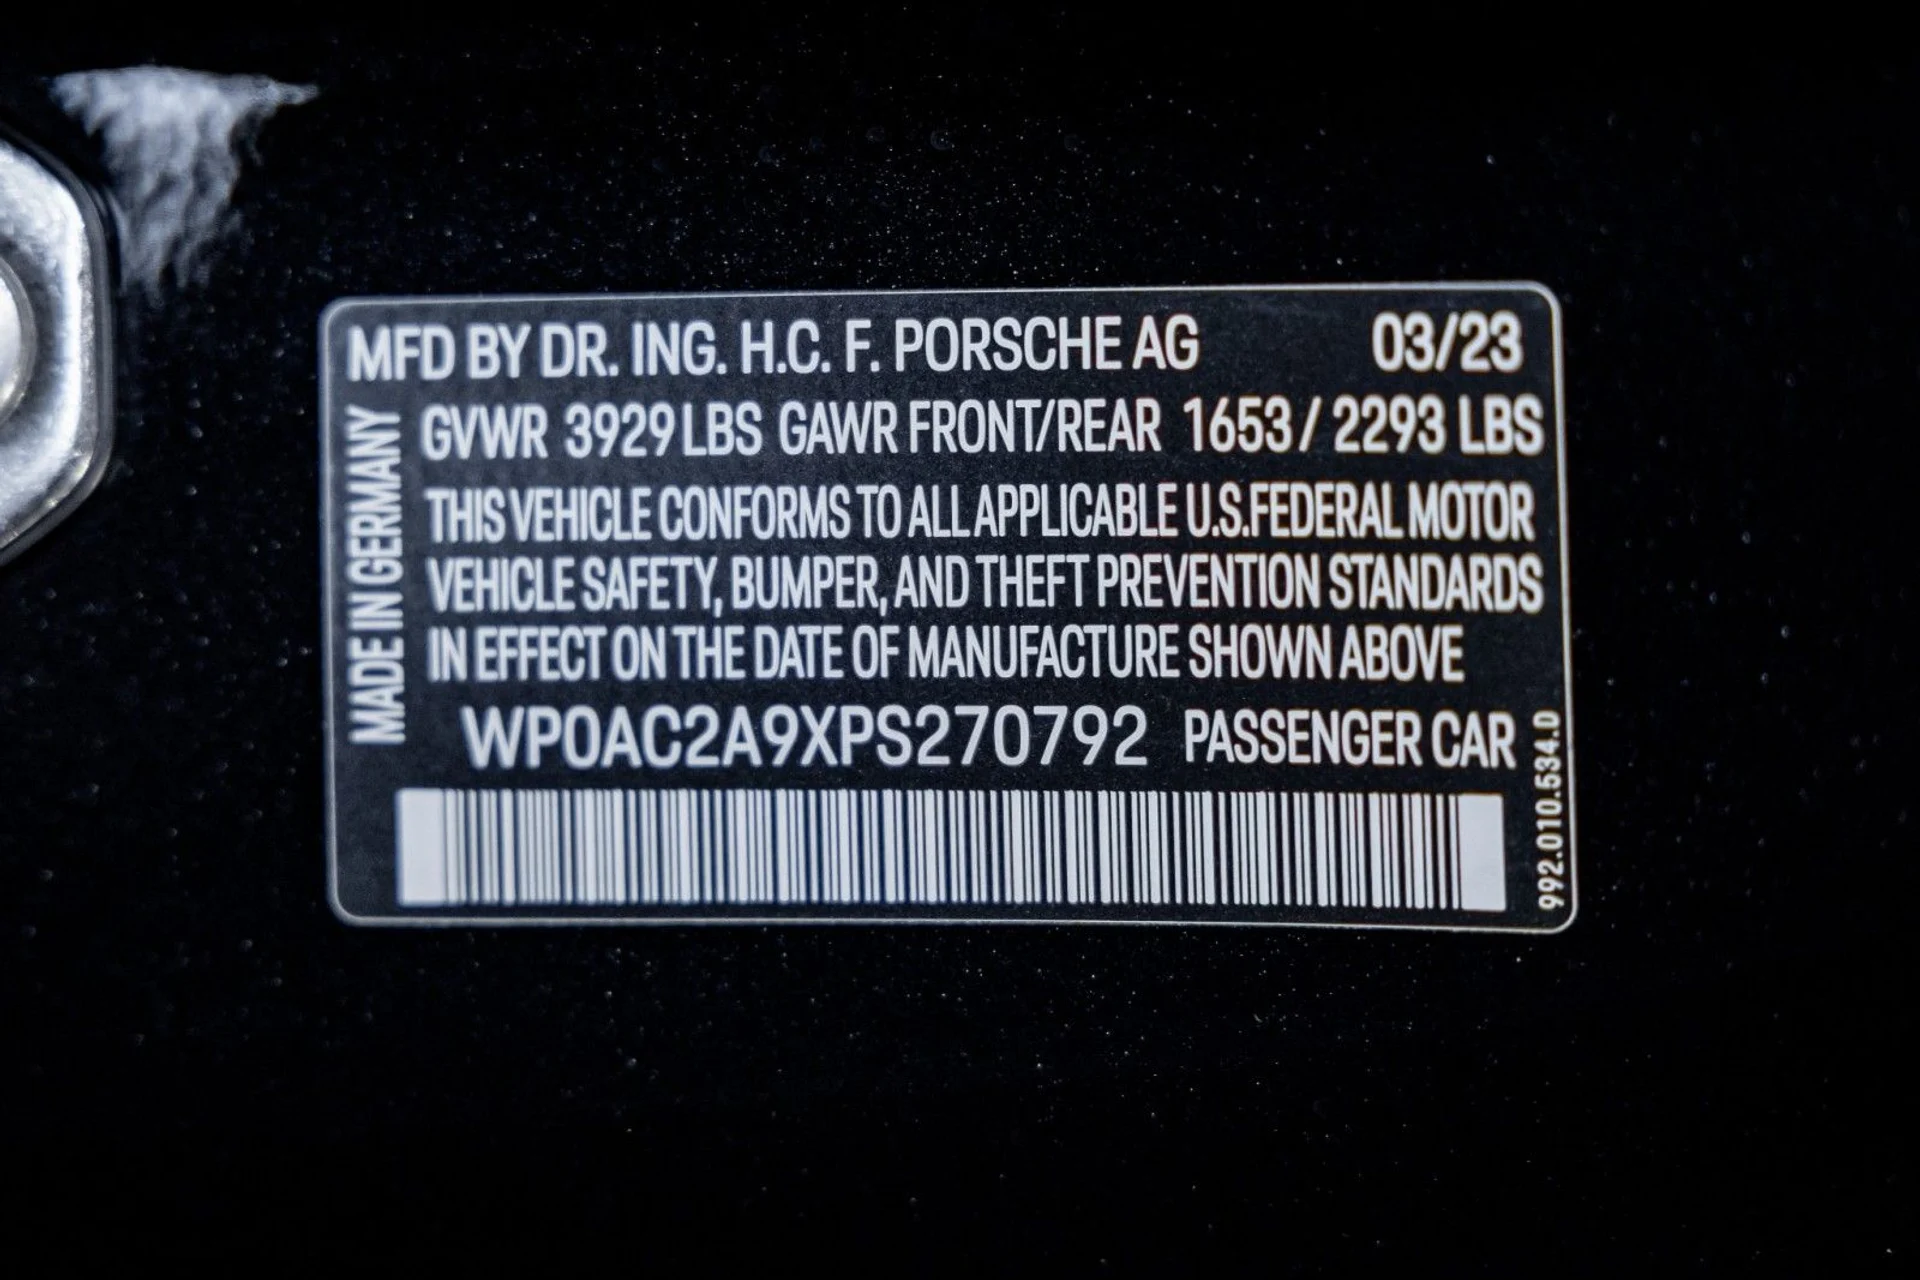 MFD BY DR. ING. H.C. F. PORSCHE AG 03/23
GVWR 3929 LBS GAWR FRONT/REAR 1653 / 2293 LBS
THIS VEHICLE CONFORMS TO ALL APPLICABLE U.S.FEDERAL MOTOR
VEHICLE SAFETY, BUMPER, AND THEFT PREVENTION STANDARDS
IN EFFECT ON THE DATE OF MANUFACTURE SHOWN ABOVE
WP0AC2A9XPS270792 PASSENGER CAR
MADE IN GERMANY
992.010.534.D